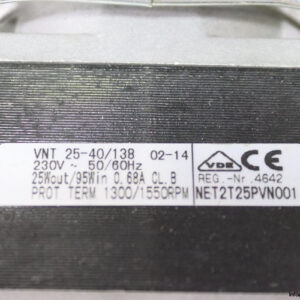 VNT 25-40/138 02-14
230V ~ 50/60Hz
25Wout/95Win 0,68A CL.B
PROT TERM 1300/1550RPM
VDE CE
REG.-Nr.4642
NET2T25PVN001